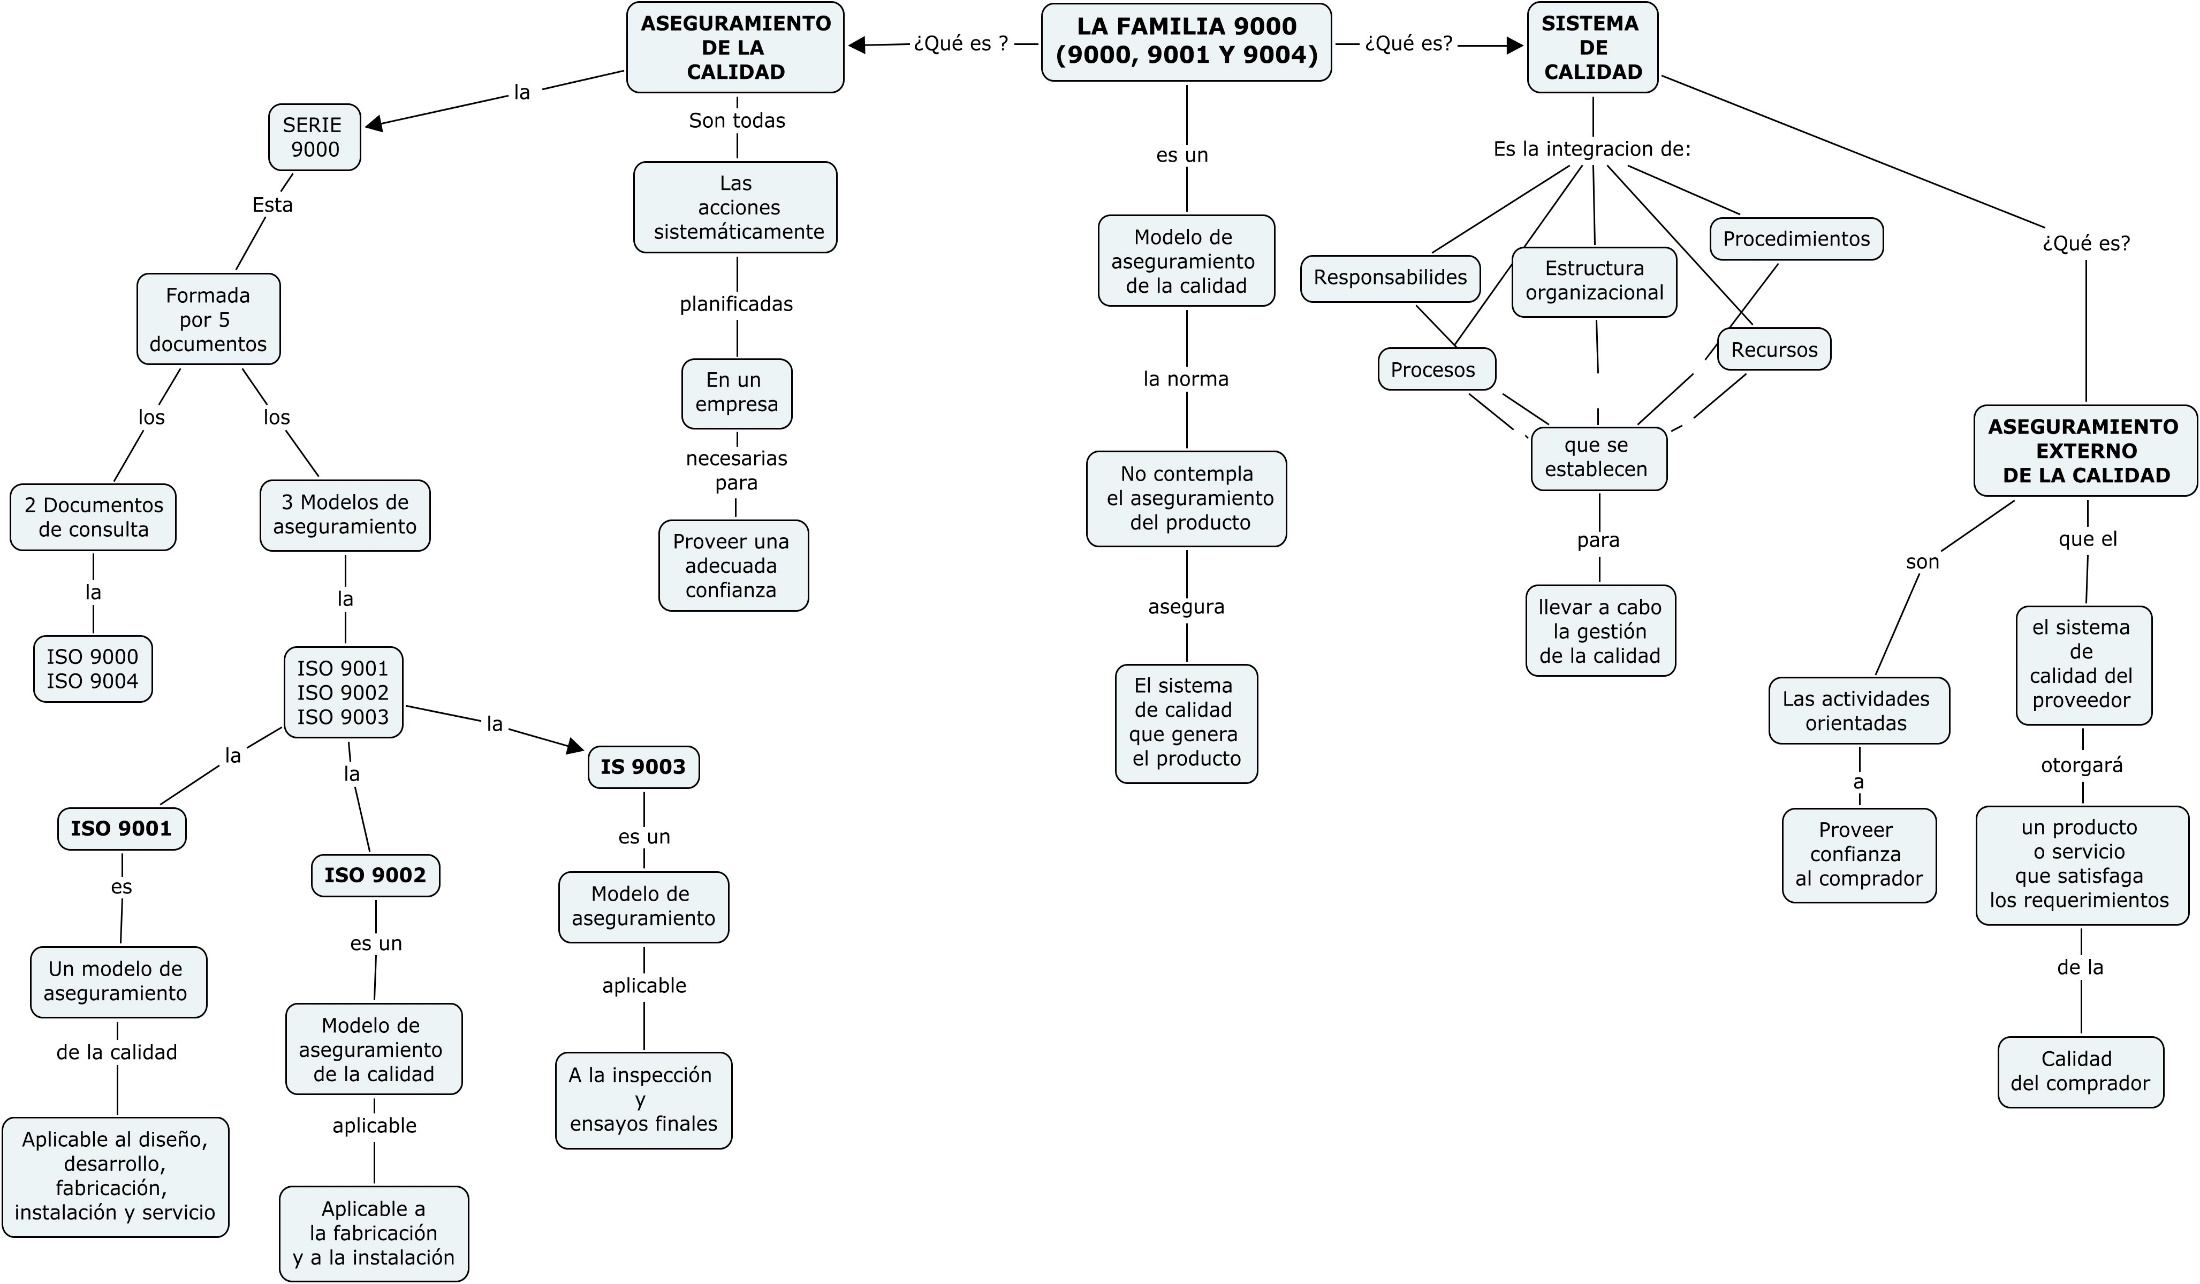 LA FAMILIA 9000
(9000, 9001 Y 9004)
¿Qué es ?
ASEGURAMIENTO
DE LA
CALIDAD
la
SERIE
9000
Esta
Formada
por 5
documentos
los
2 Documentos
de consulta
la
ISO 9000
ISO 9004
los
3 Modelos de
aseguramiento
la
ISO 9001
ISO 9002
ISO 9003
la
ISO 9001
es
Un modelo de
aseguramiento
de la calidad
Aplicable al diseño,
desarrollo,
fabricación,
instalación y servicio
la
ISO 9002
es un
Modelo de
aseguramiento
de la calidad
aplicable
Aplicable a
la fabricación
y a la instalación
la
IS 9003
es un
Modelo de
aseguramiento
aplicable
A la inspección
y
ensayos finales
Son todas
Las
acciones
sistemáticamente
planificadas
En un
empresa
necesarias
para
Proveer una
adecuada
confianza
es un
Modelo de
aseguramiento
de la calidad
la norma
No contempla
el aseguramiento
del producto
asegura
El sistema
de calidad
que genera
el producto
¿Qué es?
SISTEMA
DE
CALIDAD
Es la integracion de:
Responsabilides
Procesos
Estructura
organizacional
Procedimientos
Recursos
que se
establecen
para
llevar a cabo
la gestión
de la calidad
¿Qué es?
ASEGURAMIENTO
EXTERNO
DE LA CALIDAD
son
Las actividades
orientadas
a
Proveer
confianza
al comprador
que el
el sistema
de
calidad del
proveedor
otorgará
un producto
o servicio
que satisfaga
los requerimientos
de la
Calidad
del comprador